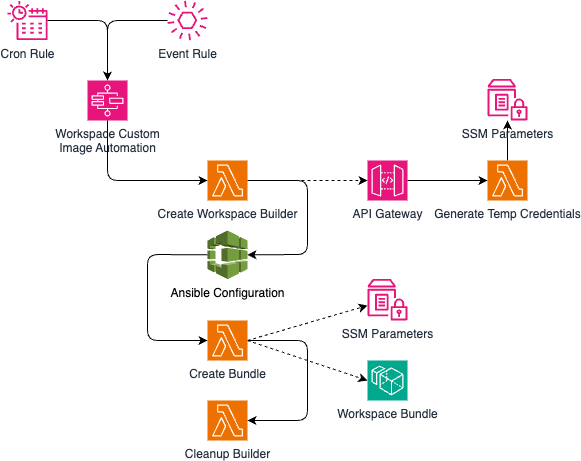 Cron Rule
Event Rule
Workspace Custom
Image Automation
SSM Parameters
Create Workspace Builder
API Gateway
Generate Temp Credentials
Ansible Configuration
SSM Parameters
Create Bundle
Workspace Bundle
Cleanup Builder